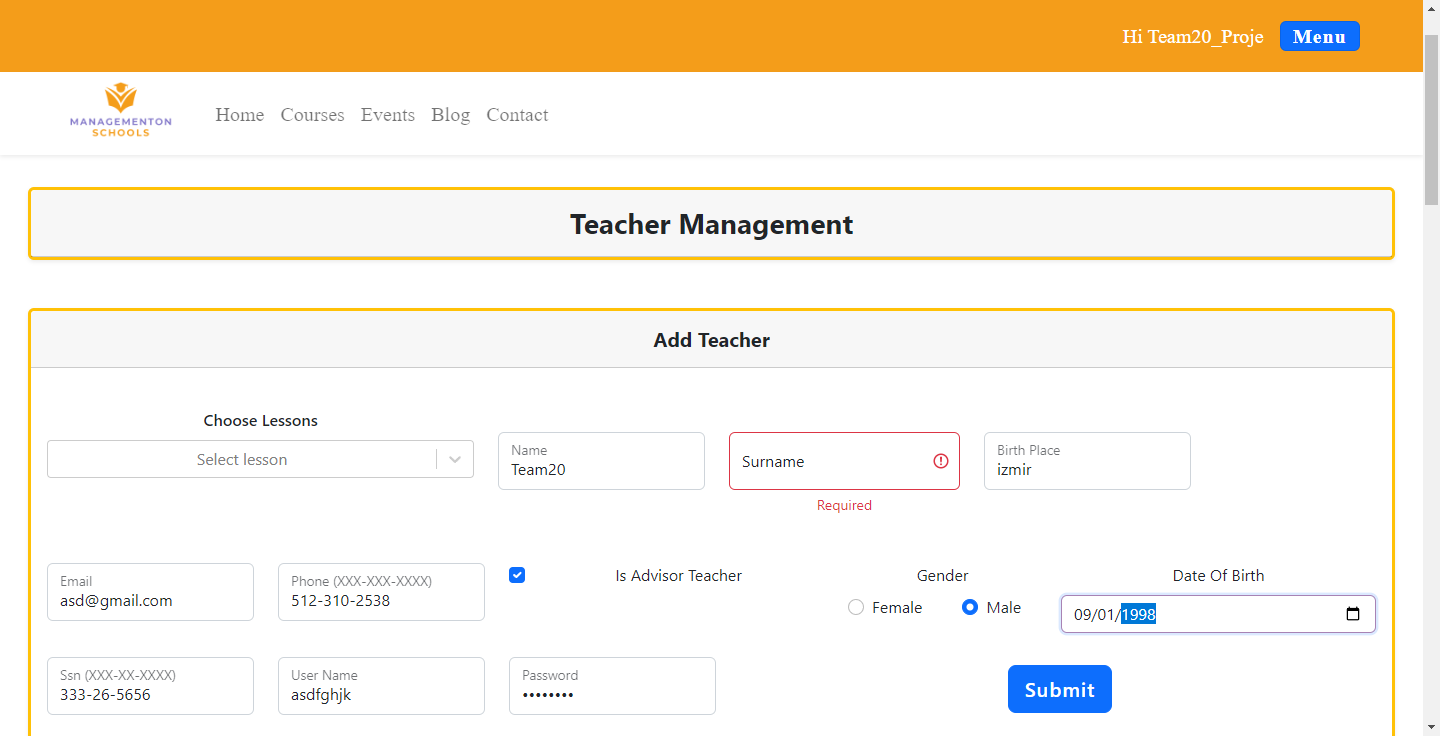 Hi Team20_Proje Menu
MANAGEMENTON
SCHOOLS
Home Courses Events Blog Contact
Teacher Management
Add Teacher
Choose Lessons
Select lesson
Name
Team20
Surname
Required
Birth Place
izmir
Email
asd@gmail.com
Phone (XXX-XXX-XXXX)
512-310-2538
Is Advisor Teacher
Gender
Female Male
Date Of Birth
09/01/1998
Ssn (XXX-XX-XXXX)
333-26-5656
User Name
asdfghjk
Password
••••••••
Submit